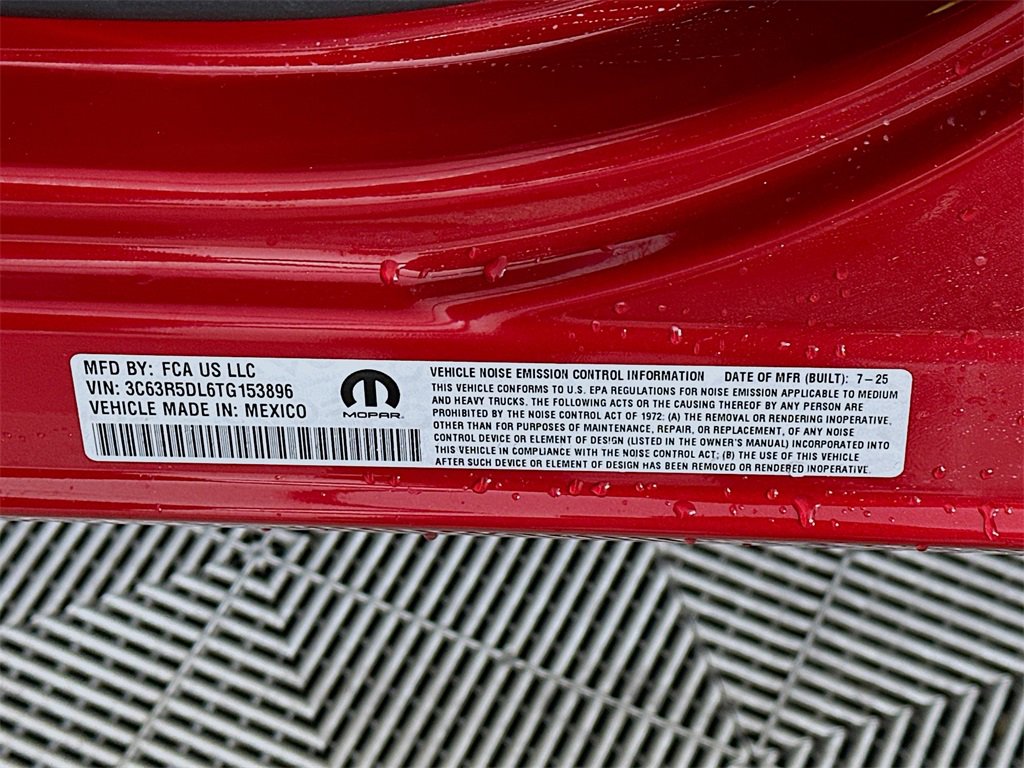 MFD BY: FCA US LLC
VIN: 3C63R5DL6TG153896
VEHICLE MADE IN: MEXICO
MOPAR
VEHICLE NOISE EMISSION CONTROL INFORMATION DATE OF MFR (BUILT): 7-25
THIS VEHICLE CONFORMS TO U.S. EPA REGULATIONS FOR NOISE EMISSION APPLICABLE TO MEDIUM
AND HEAVY TRUCKS. THE FOLLOWING ACTS OR THE CAUSING THEREOF BY ANY PERSON ARE
PROHIBITED BY THE NOISE CONTROL ACT OF 1972: (A) THE REMOVAL OR RENDERING INOPERATIVE,
OTHER THAN FOR PURPOSES OF MAINTENANCE, REPAIR, OR REPLACEMENT, OF ANY NOISE
CONTROL DEVICE OR ELEMENT OF DESIGN (LISTED IN THE OWNER'S MANUAL) INCORPORATED INTO
THIS VEHICLE IN COMPLIANCE WITH THE NOISE CONTROL ACT; (B) THE USE OF THIS VEHICLE
AFTER SUCH DEVICE OR ELEMENT OF DESIGN HAS BEEN REMOVED OR RENDERED INOPERATIVE.